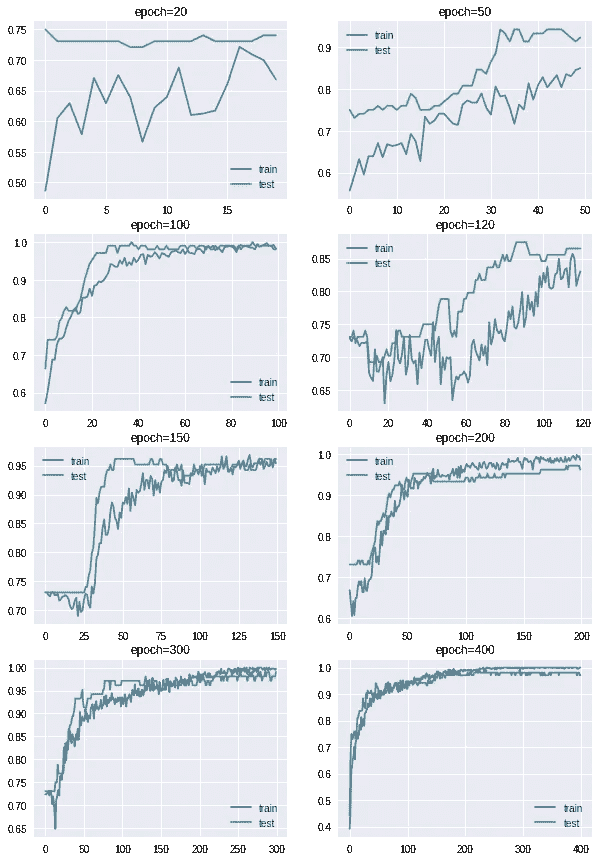 epoch=20
0.75
0.70
0.65
0.60
0.55
0.50
train
test
0 5 10 15
epoch=50
train
test
0.9
0.8
0.7
0.6
0 10 20 30 40 50
epoch=100
1.0
0.9
0.8
0.7
0.6
train
test
0 20 40 60 80 100
epoch=120
train
test
0.85
0.80
0.75
0.70
0.65
0 20 40 60 80 100 120
epoch=150
train
test
0.95
0.90
0.85
0.80
0.75
0.70
0 25 50 75 100 125 150
epoch=200
train
test
1.0
0.9
0.8
0.7
0.6
0 50 100 150 200
epoch=300
1.00
0.95
0.90
0.85
0.80
0.75
0.70
0.65
train
test
0 50 100 150 200 250 300
epoch=400
1.0
0.9
0.8
0.7
0.6
0.5
0.4
train
test
0 100 200 300 400